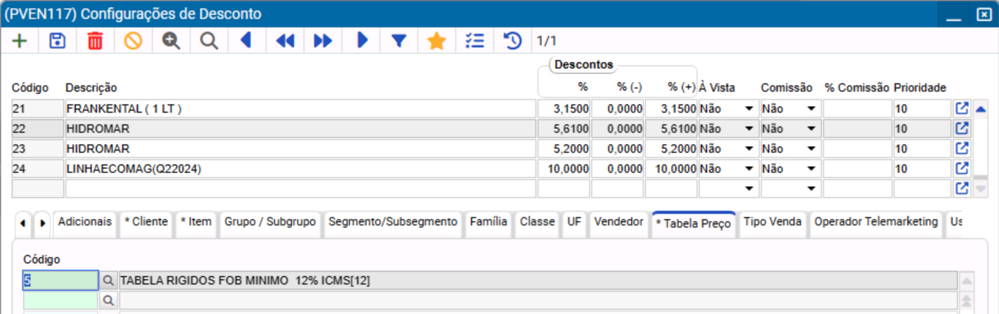 (PVEN117) Configurações de Desconto
1/1
Descontos
Código Descrição % % (-) % (+) À Vista Comissão % Comissão Prioridade
21 FRANKENTAL ( 1 LT ) 3,1500 0,0000 3,1500 Não Não 10
22 HIDROMAR 5,6100 0,0000 5,6100 Não Não 10
23 HIDROMAR 5,2000 0,0000 5,2000 Não Não 10
24 LINHAECOMAG(Q22024) 10,0000 0,0000 10,0000 Não Não 10
Adicionais * Cliente * Item Grupo / Subgrupo Segmento/Subsegmento Família Classe UF Vendedor * Tabela Preço Tipo Venda Operador Telemarketing Us
Código
5 TABELA RIGIDOS FOB MINIMO 12% ICMS[12]